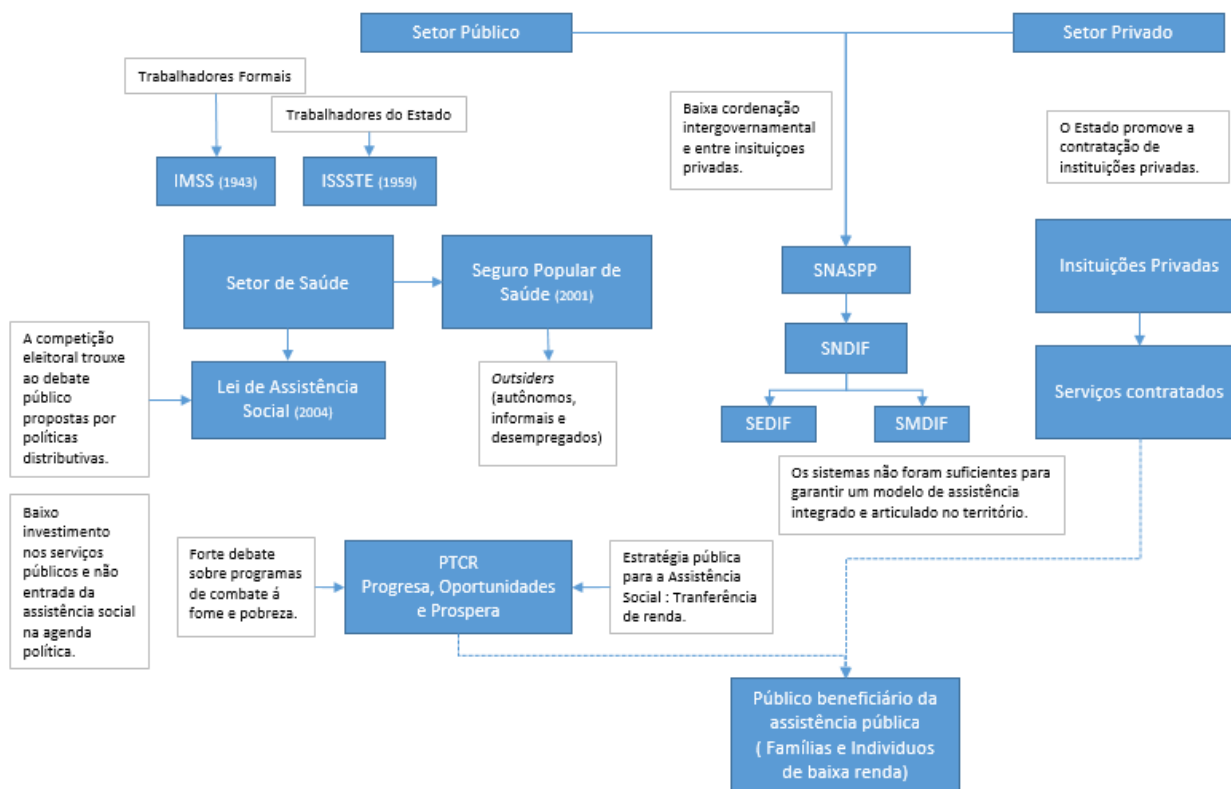 Setor Público
Setor Privado
Trabalhadores Formais
Trabalhadores do Estado
IMSS (1943)
ISSSTE (1959)
Baixa cordenação
intergovernamental
e entre insituiçoes
privadas.
O Estado promove a
contratação de
instituições privadas.
Setor de Saúde
Seguro Popular de
Saúde (2001)
SNASPP
Insituições Privadas
A competição
eleitoral trouxe
ao debate
público
propostas por
políticas
distributivas.
Lei de Assistência
Social (2004)
Outsiders
(autônomos,
informais e
desempregados)
SNDIF
SEDIF
SMDIF
Serviços contratados
Os sistemas não foram suficientes para
garantir um modelo de assistência
integrado e articulado no território.
Baixo
investimento
nos serviços
públicos e não
entrada da
assistência social
na agenda
política.
Forte debate
sobre programas
de combate á
fome e pobreza.
PTCR
Progresa, Oportunidades
e Prospera
Estratégia pública
para a Assistência
Social : Tranferência
de renda.
Público beneficiário da
assistência pública
( Famílias e Individuos
de baixa renda)